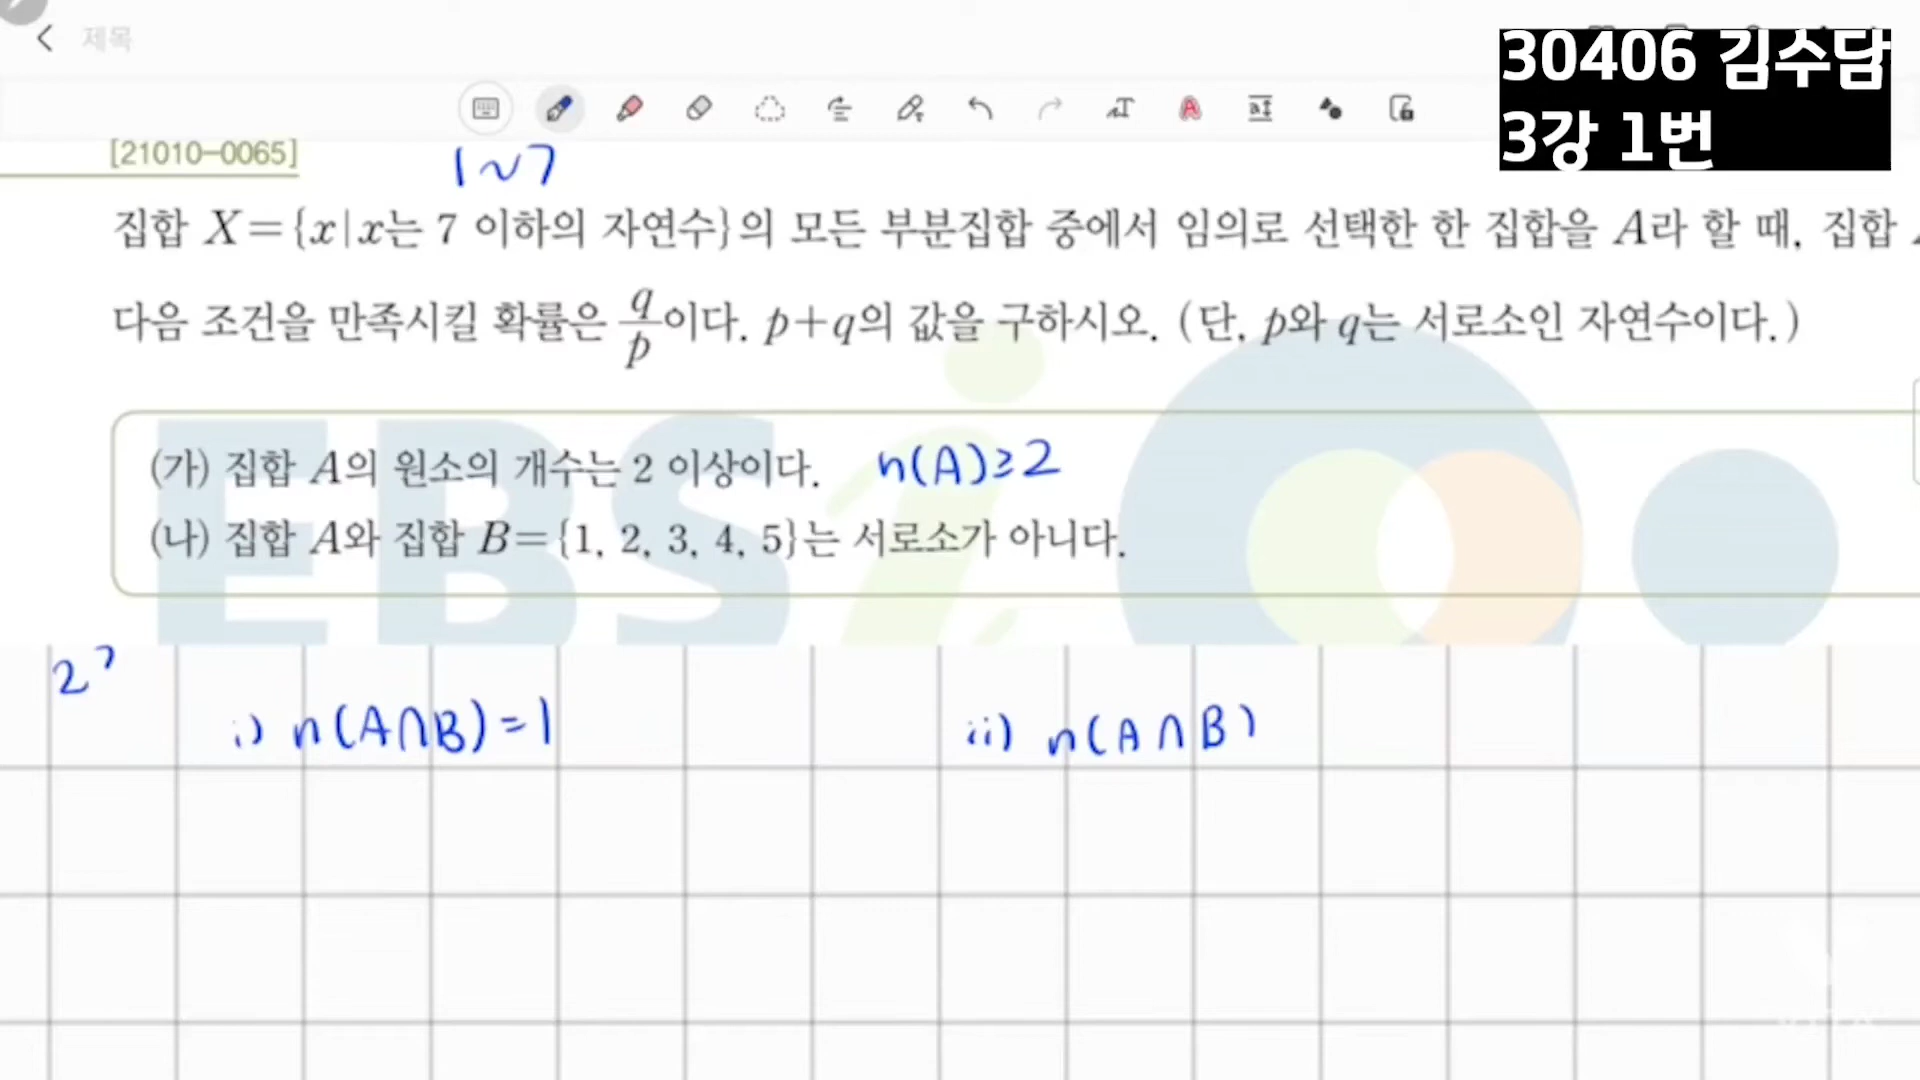 제목
30406 김수담
3강 1번
[21010-0065]
1~7
집합 X={x|x는 7 이하의 자연수}의 모든 부분집합 중에서 임의로 선택한 한 집합을 A라 할 때, 집합
다음 조건을 만족시킬 확률은 q/p이다. p+q의 값을 구하시오. (단, p와 q는 서로소인 자연수이다.)
(가) 집합 A의 원소의 개수는 2 이상이다. n(A)≥2
(나) 집합 A와 집합 B={1, 2, 3, 4, 5}는 서로소가 아니다.
EBSi
2⁷
i) n(A∩B)=1
ii) n(A∩B)